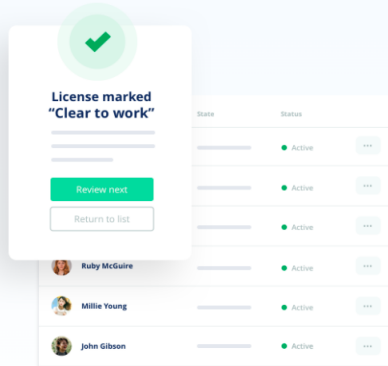 License marked
“Clear to work”
Review next
Return to list
State Status
Active
Active
Active
Ruby McGuire Active
Millie Young Active
John Gibson Active